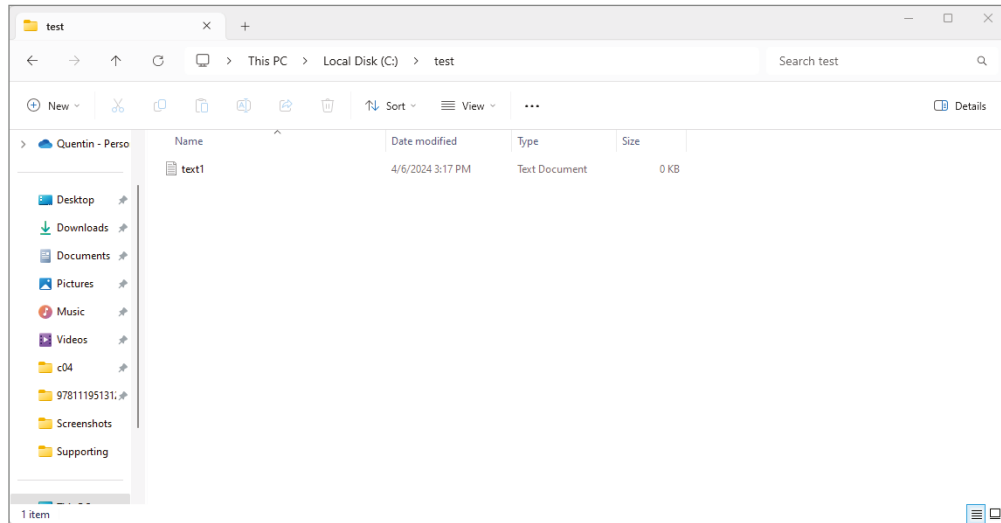 test
This PC > Local Disk (C:) > test
Search test
New
Sort
View
Details
Quentin - Perso
Name
Date modified
Type
Size
text1
4/6/2024 3:17 PM
Text Document
0 KB
Desktop
Downloads
Documents
Pictures
Music
Videos
c04
Screenshots
Supporting
1 item